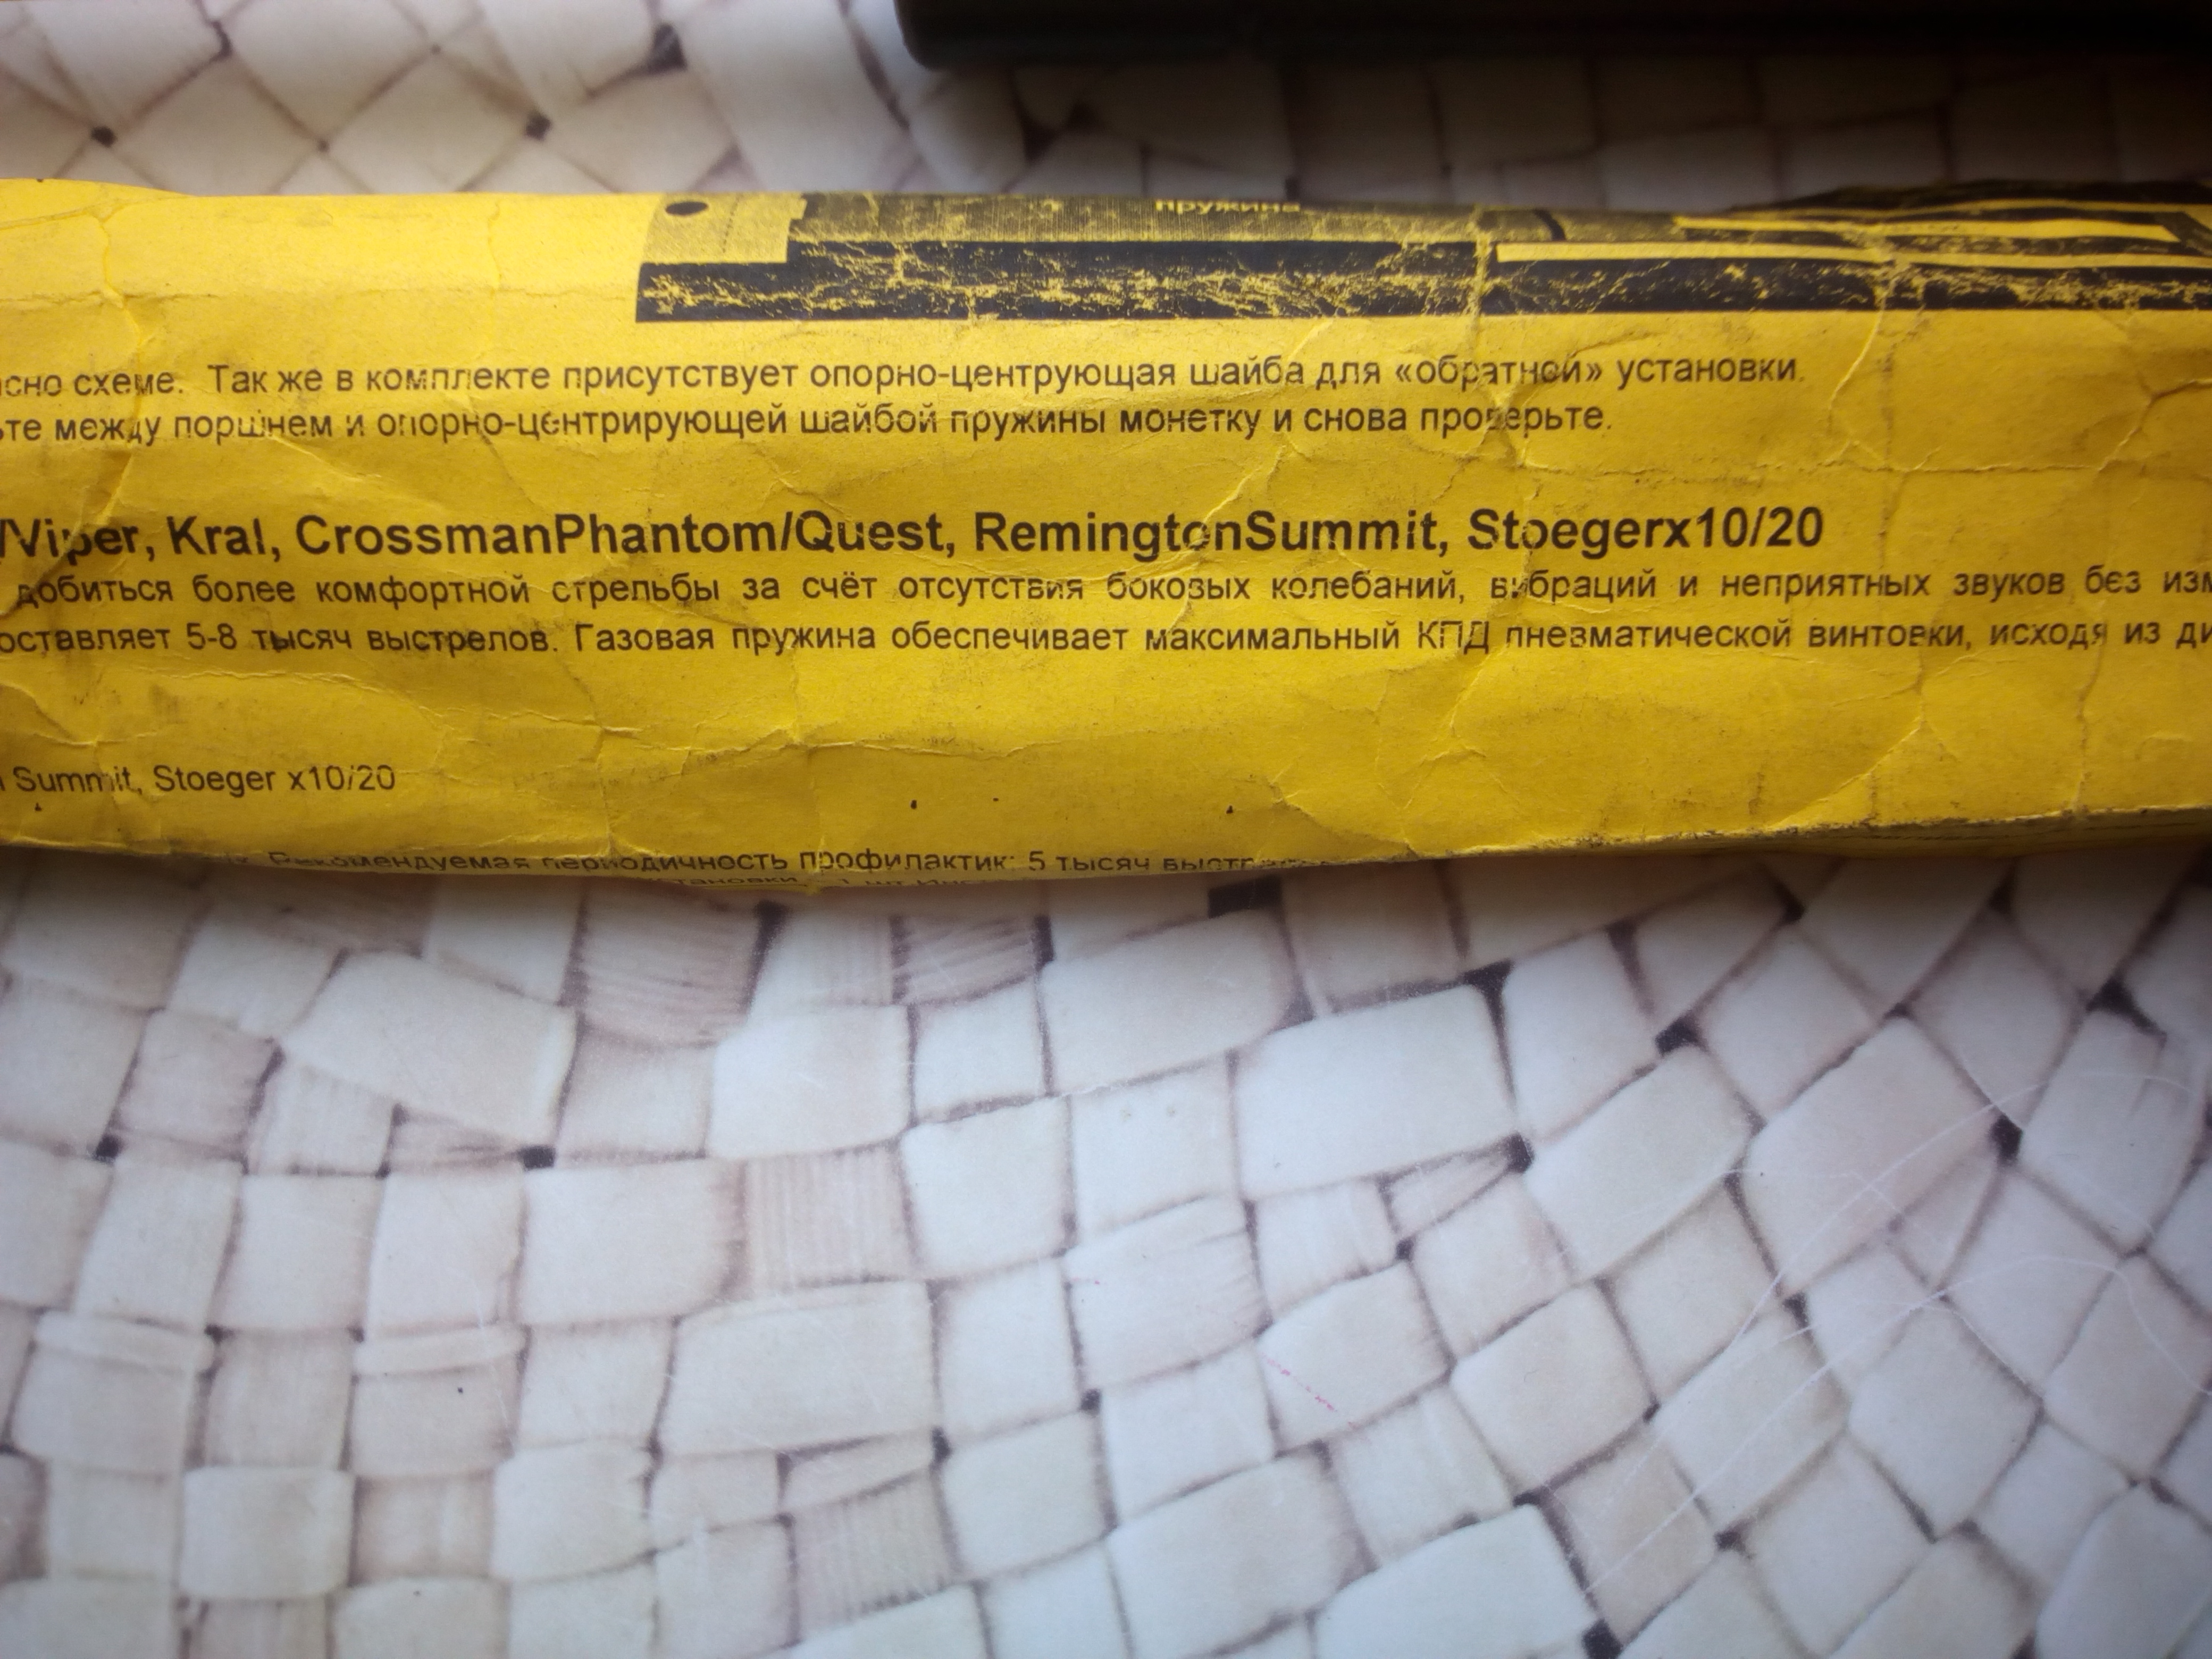 пружина
сно схеме. Так же в комплекте присутствует опорно-центрующая шайба для «обратной» установки.
те между поршнем и опорно-центрирующей шайбой пружины монетку и снова проверьте.
/Viper, Kral, CrossmanPhantom/Quest, RemingtonSummit, Stoegerx10/20
добиться более комфортной стрельбы за счёт отсутствия боковых колебаний, вибраций и неприятных звуков без изм
оставляет 5-8 тысяч выстрелов. Газовая пружина обеспечивает максимальный КПД пневматической винтовки, исходя из ди
Summit, Stoeger x10/20
Рекомендуемая периодичность профилактик: 5 тысяч выстр